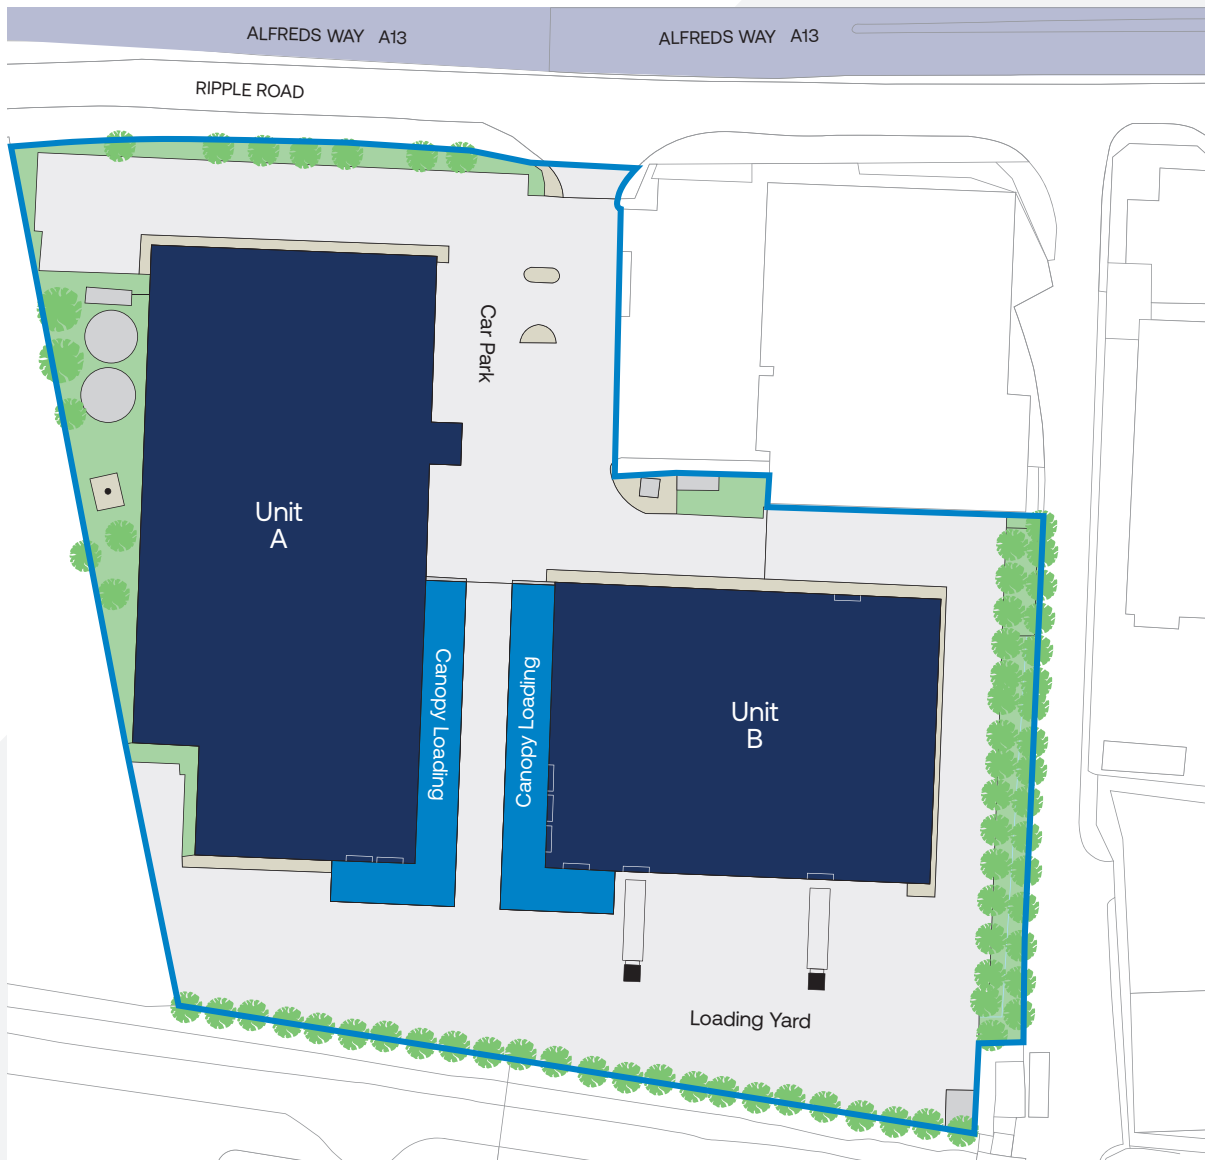 ALFREDS WAY A13
ALFREDS WAY A13
RIPPLE ROAD
Car Park
Unit
A
Canopy Loading
Canopy Loading
Unit
B
Loading Yard